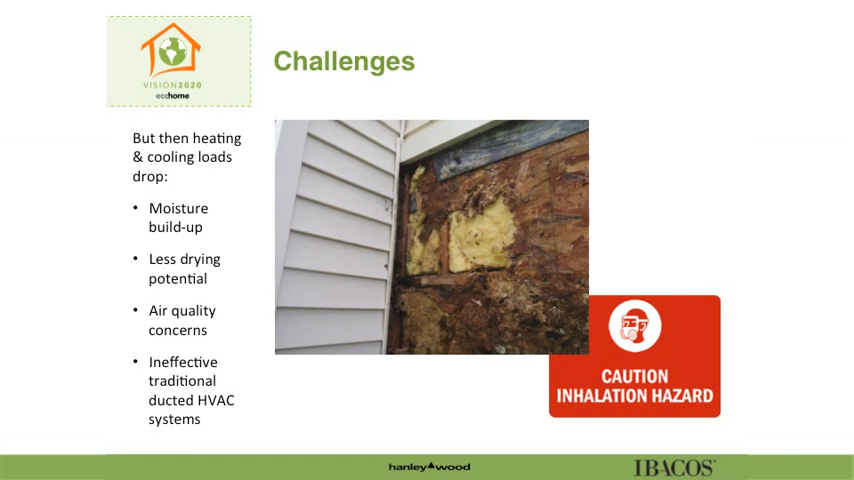 VISION2020
ecohome
Challenges
But then heating
& cooling loads
drop:
• Moisture
build-up
• Less drying
potential
• Air quality
concerns
• Ineffective
traditional
ducted HVAC
systems
CAUTION
INHALATION HAZARD
hanley wood
IBACOS